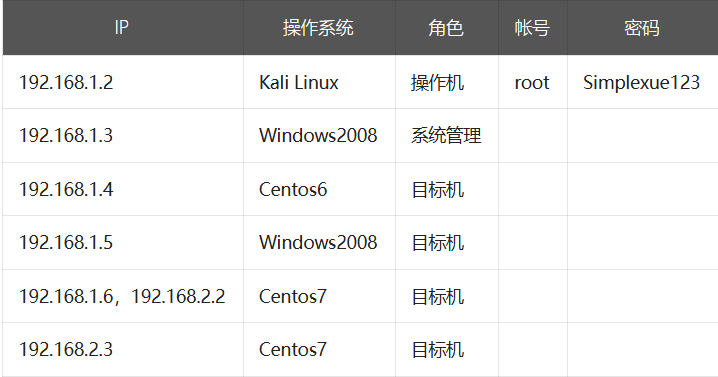 IP 操作系统 角色 帐号 密码
192.168.1.2 Kali Linux 操作机 root Simplexue123
192.168.1.3 Windows2008 系统管理
192.168.1.4 Centos6 目标机
192.168.1.5 Windows2008 目标机
192.168.1.6，192.168.2.2 Centos7 目标机
192.168.2.3 Centos7 目标机